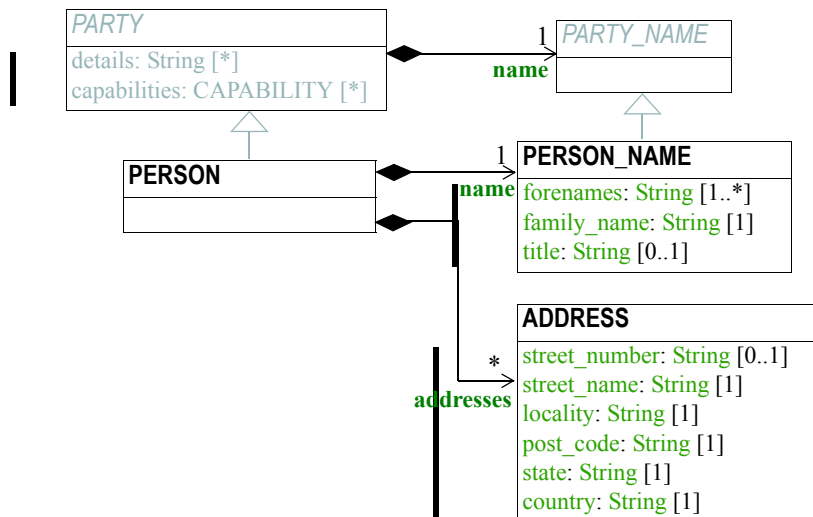 PARTY
details: String [*]
capabilities: CAPABILITY [*]
1
name
PARTY_NAME
PERSON
1
name
PERSON_NAME
forenames: String [1..*]
family_name: String [1]
title: String [0..1]
*
addresses
ADDRESS
street_number: String [0..1]
street_name: String [1]
locality: String [1]
post_code: String [1]
state: String [1]
country: String [1]